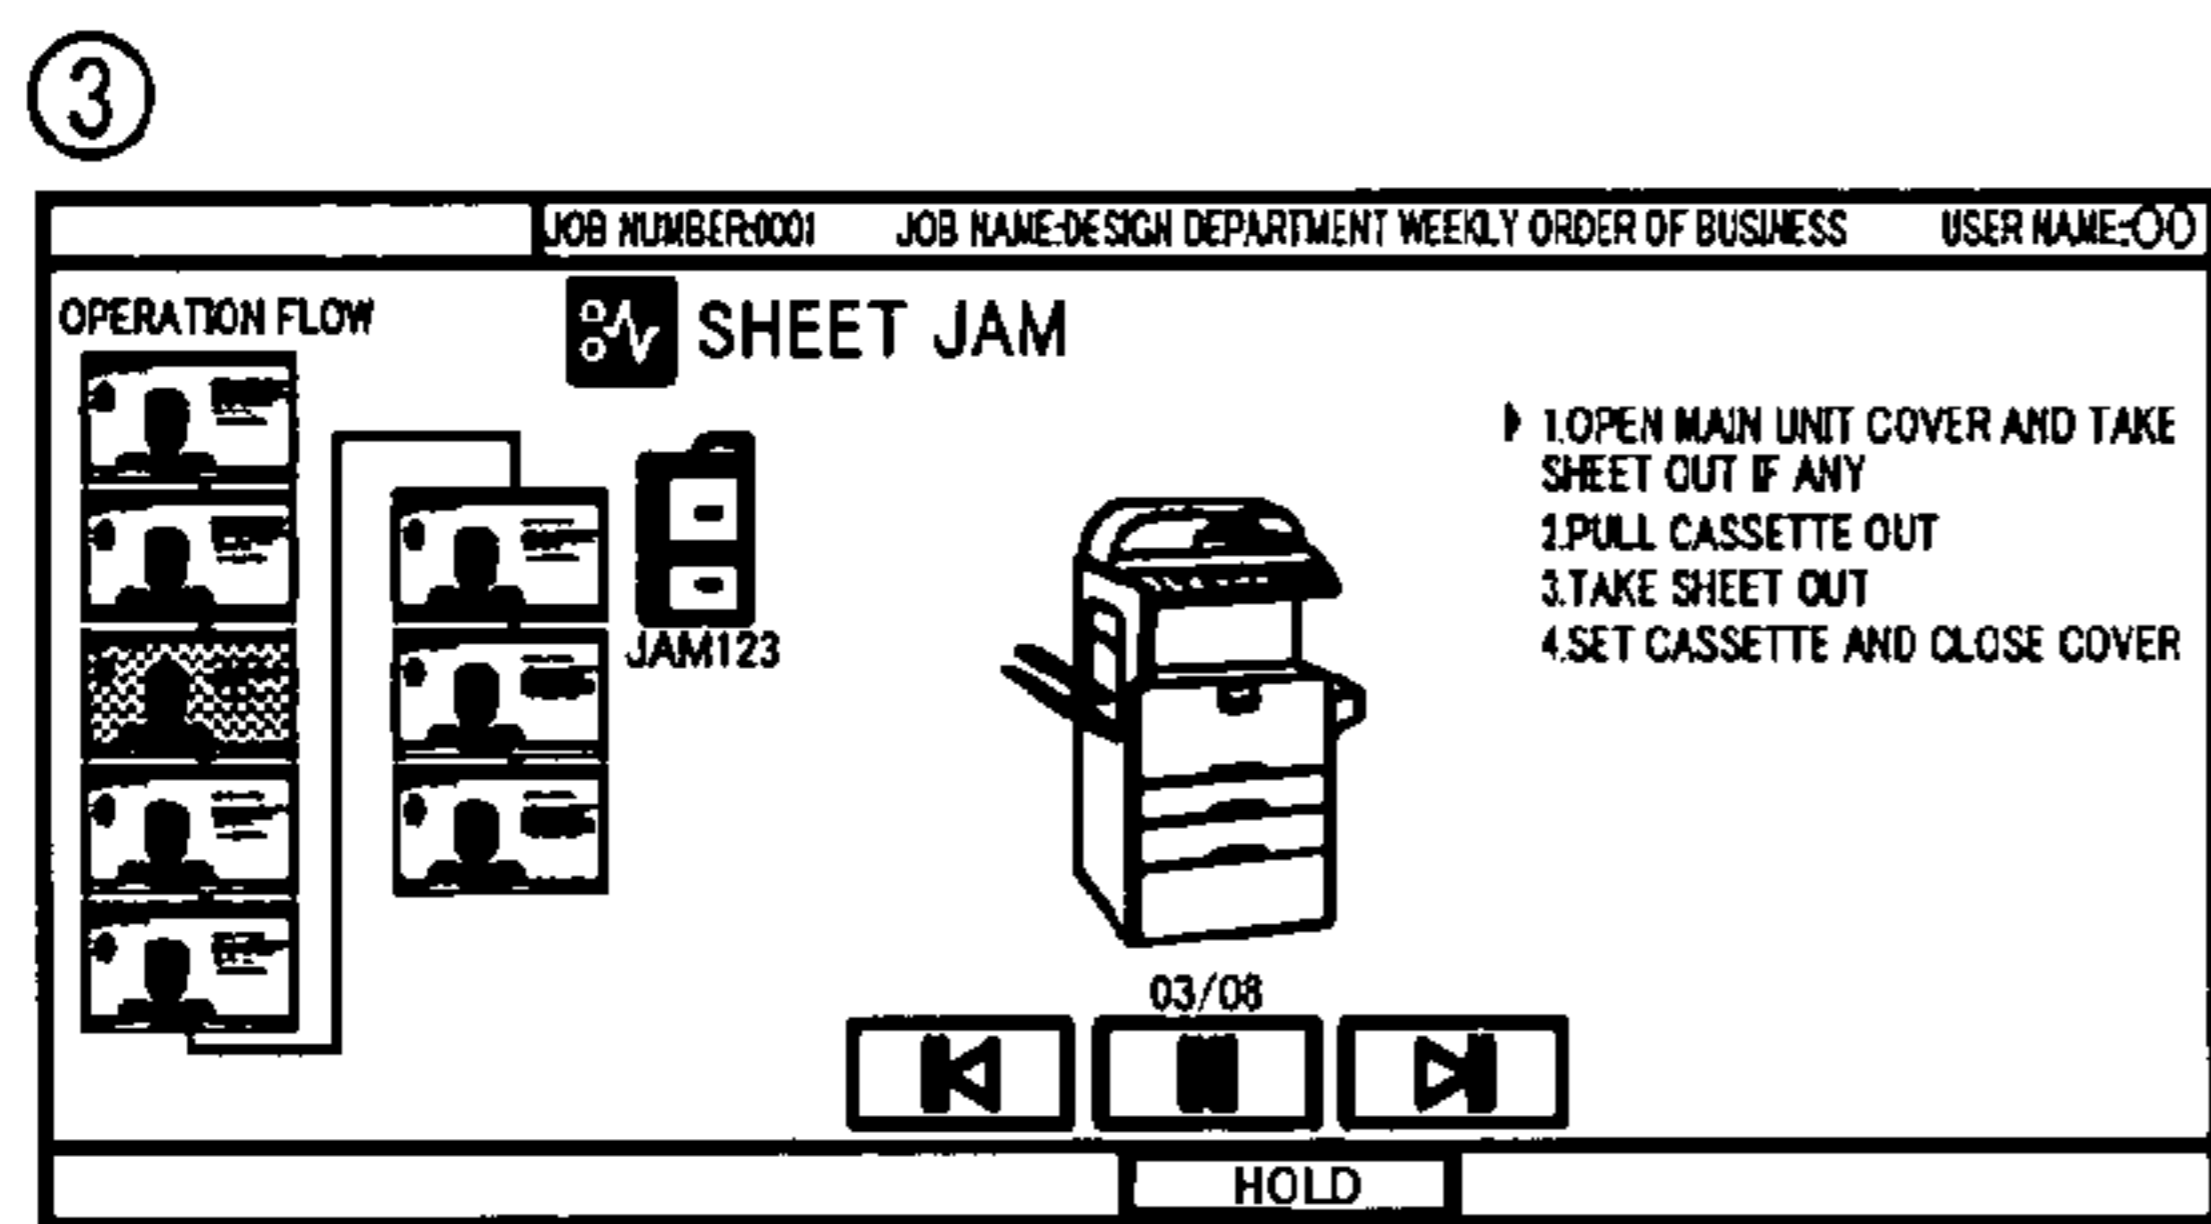 3
JOB NUMBER:0001 JOB NAME:DESIGN DEPARTMENT WEEKLY ORDER OF BUSINESS USER NAME:OO
OPERATION FLOW
SHEET JAM
JAM123
1.OPEN MAIN UNIT COVER AND TAKE
SHEET OUT IF ANY
2.PULL CASSETTE OUT
3.TAKE SHEET OUT
4.SET CASSETTE AND CLOSE COVER
03/08
HOLD